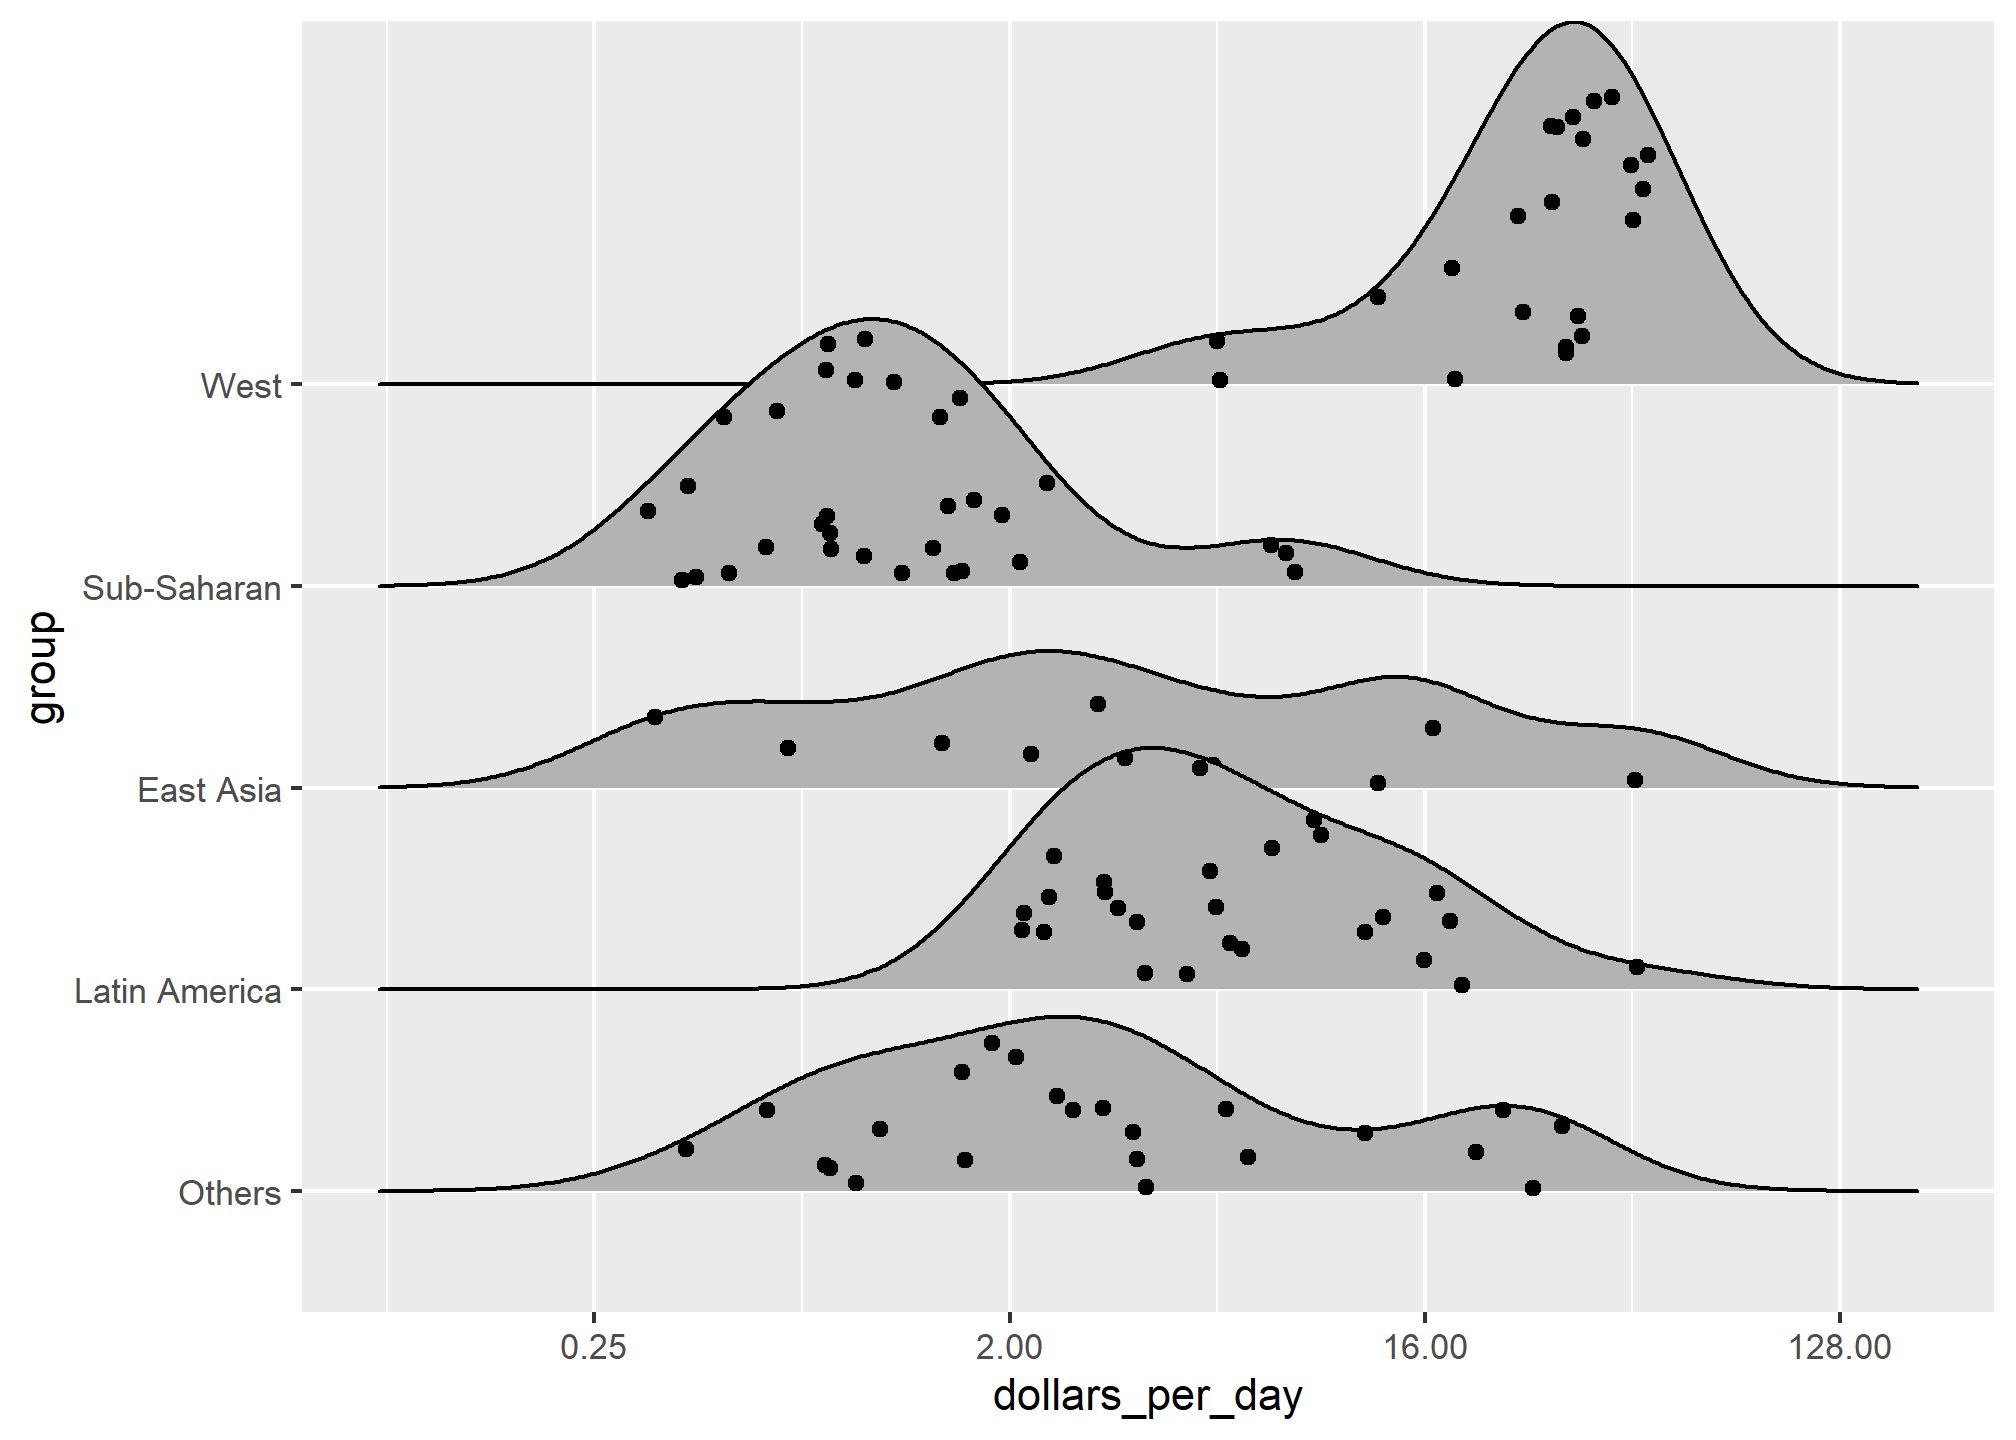 West
Sub-Saharan
East Asia
Latin America
Others
group
0.25 2.00 16.00 128.00
dollars_per_day